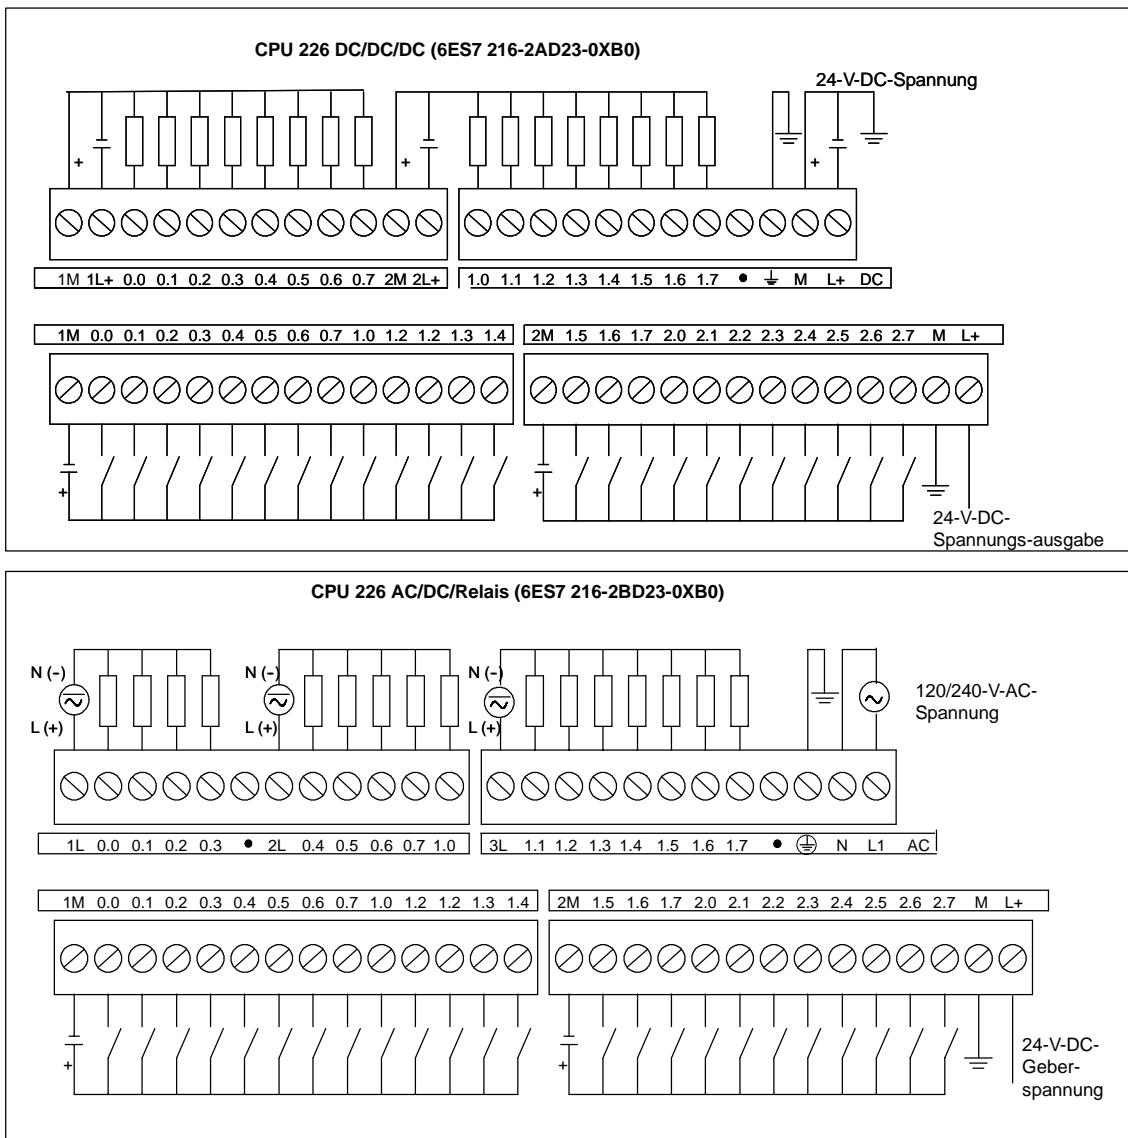 CPU 226 DC/DC/DC (6ES7 216-2AD23-0XB0)
24-V-DC-Spannung
+ + +
1M 1L+ 0.0 0.1 0.2 0.3 0.4 0.5 0.6 0.7 2M 2L+ 1.0 1.1 1.2 1.3 1.4 1.5 1.6 1.7 • ⏚ M L+ DC
1M 0.0 0.1 0.2 0.3 0.4 0.5 0.6 0.7 1.0 1.2 1.2 1.3 1.4 2M 1.5 1.6 1.7 2.0 2.1 2.2 2.3 2.4 2.5 2.6 2.7 M L+
+ +
24-V-DC-
Spannungs-ausgabe
CPU 226 AC/DC/Relais (6ES7 216-2BD23-0XB0)
N (-) N (-) N (-)
120/240-V-AC-
Spannung
L (+) L (+) L (+)
1L 0.0 0.1 0.2 0.3 • 2L 0.4 0.5 0.6 0.7 1.0 3L 1.1 1.2 1.3 1.4 1.5 1.6 1.7 • ⏚ N L1 AC
1M 0.0 0.1 0.2 0.3 0.4 0.5 0.6 0.7 1.0 1.2 1.2 1.3 1.4 2M 1.5 1.6 1.7 2.0 2.1 2.2 2.3 2.4 2.5 2.6 2.7 M L+
+ +
24-V-DC-
Geber-
spannung